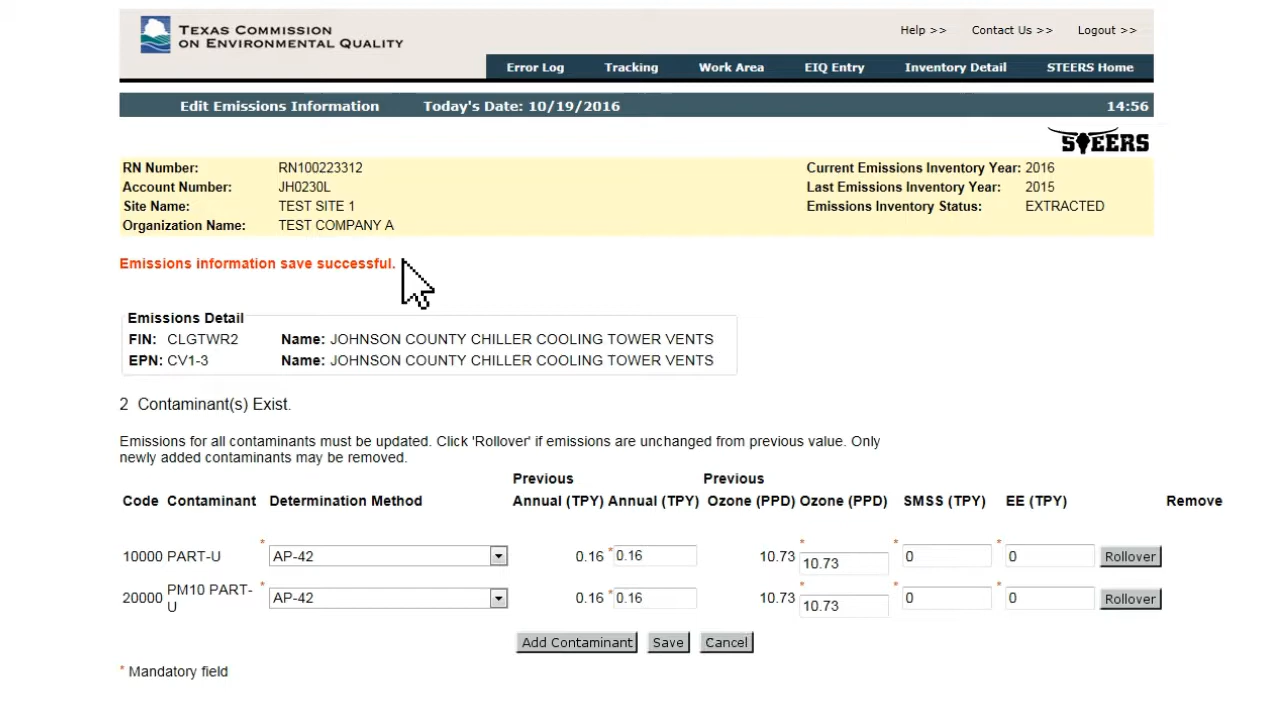 TEXAS COMMISSION
ON ENVIRONMENTAL QUALITY
Help >> Contact Us >> Logout >>
Error Log Tracking Work Area EIQ Entry Inventory Detail STEERS Home
Edit Emissions Information Today's Date: 10/19/2016 14:56
STEERS
RN Number: RN100223312 Current Emissions Inventory Year: 2016
Account Number: JH0230L Last Emissions Inventory Year: 2015
Site Name: TEST SITE 1 Emissions Inventory Status: EXTRACTED
Organization Name: TEST COMPANY A
Emissions information save successful.
Emissions Detail
FIN: CLGTWR2 Name: JOHNSON COUNTY CHILLER COOLING TOWER VENTS
EPN: CV1-3 Name: JOHNSON COUNTY CHILLER COOLING TOWER VENTS
2 Contaminant(s) Exist.
Emissions for all contaminants must be updated. Click 'Rollover' if emissions are unchanged from previous value. Only
newly added contaminants may be removed.
Previous Previous
Code Contaminant Determination Method Annual (TPY) Annual (TPY) Ozone (PPD) Ozone (PPD) SMSS (TPY) EE (TPY) Remove
10000 PART-U * AP-42 0.16 * 0.16 10.73 * 10.73 * 0 * 0 Rollover
20000 PM10 PART-U * AP-42 0.16 * 0.16 10.73 * 10.73 * 0 * 0 Rollover
Add Contaminant Save Cancel
* Mandatory field